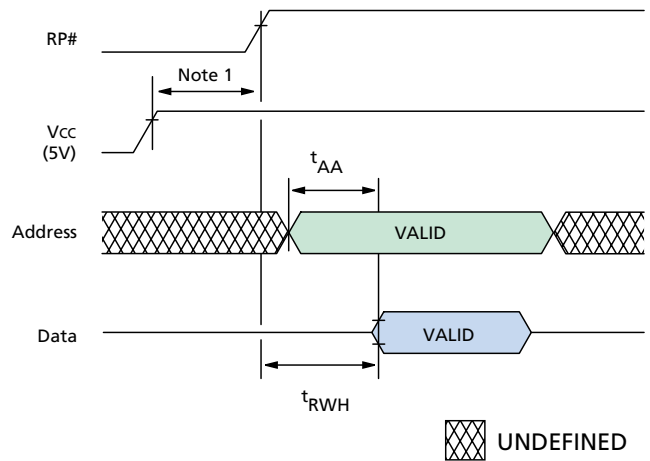 RP#
Note 1
VCC
(5V)
tAA
Address
VALID
Data
VALID
tRWH
UNDEFINED